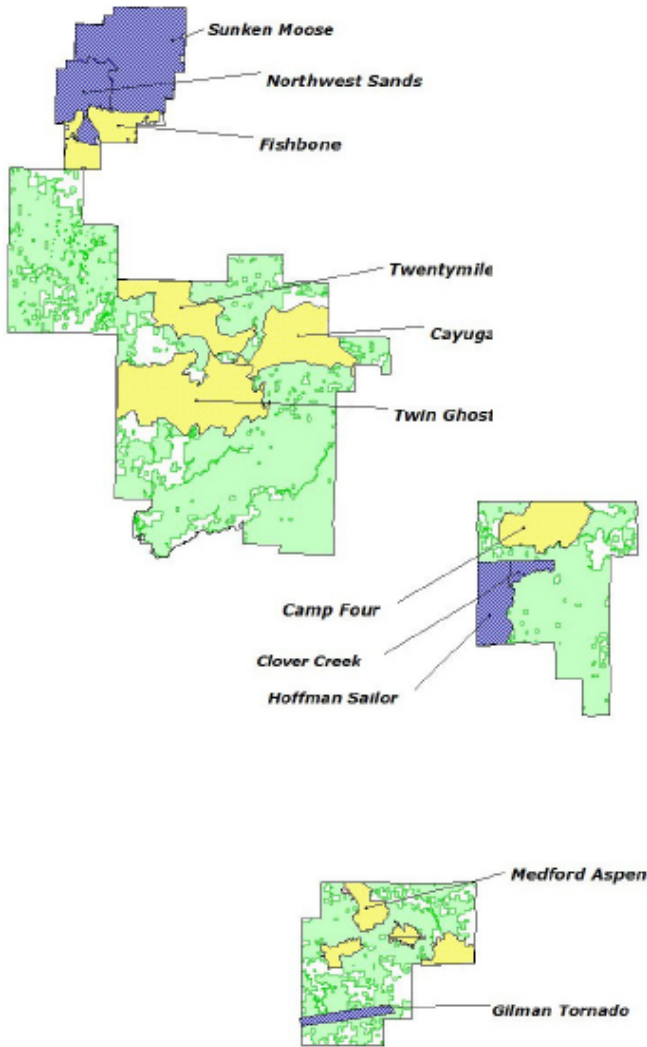 Sunken Moose
Northwest Sands
Fishbone
Twentymile
Cayuga
Twin Ghost
Camp Four
Clover Creek
Hoffman Sailor
Medford Aspen
Gilman Tornado